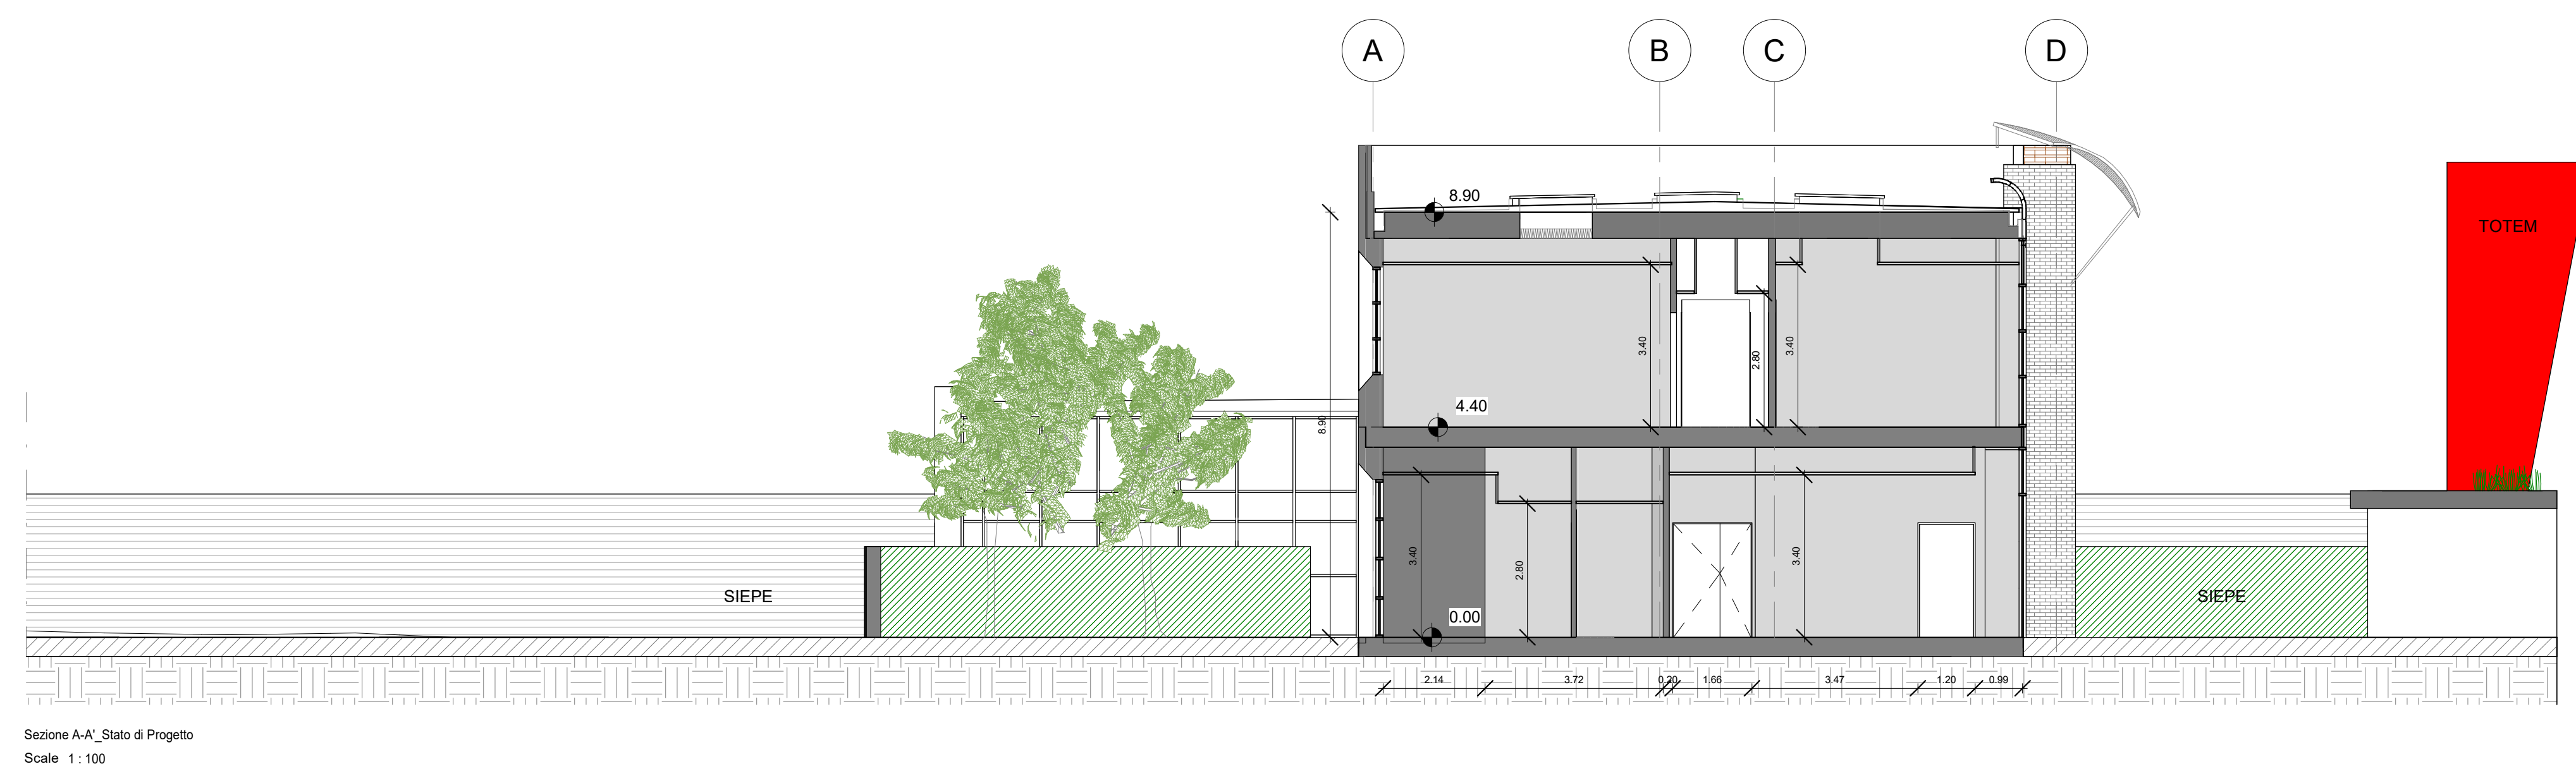 A
B
C
D
8.90
TOTEM
3.40
2.80
3.40
4.40
8.90
3.40
2.80
3.40
SIEPE
SIEPE
0.00
2.14
3.72
0.20
1.66
3.47
1.20
0.99
Sezione A-A'_Stato di Progetto
Scale 1 : 100